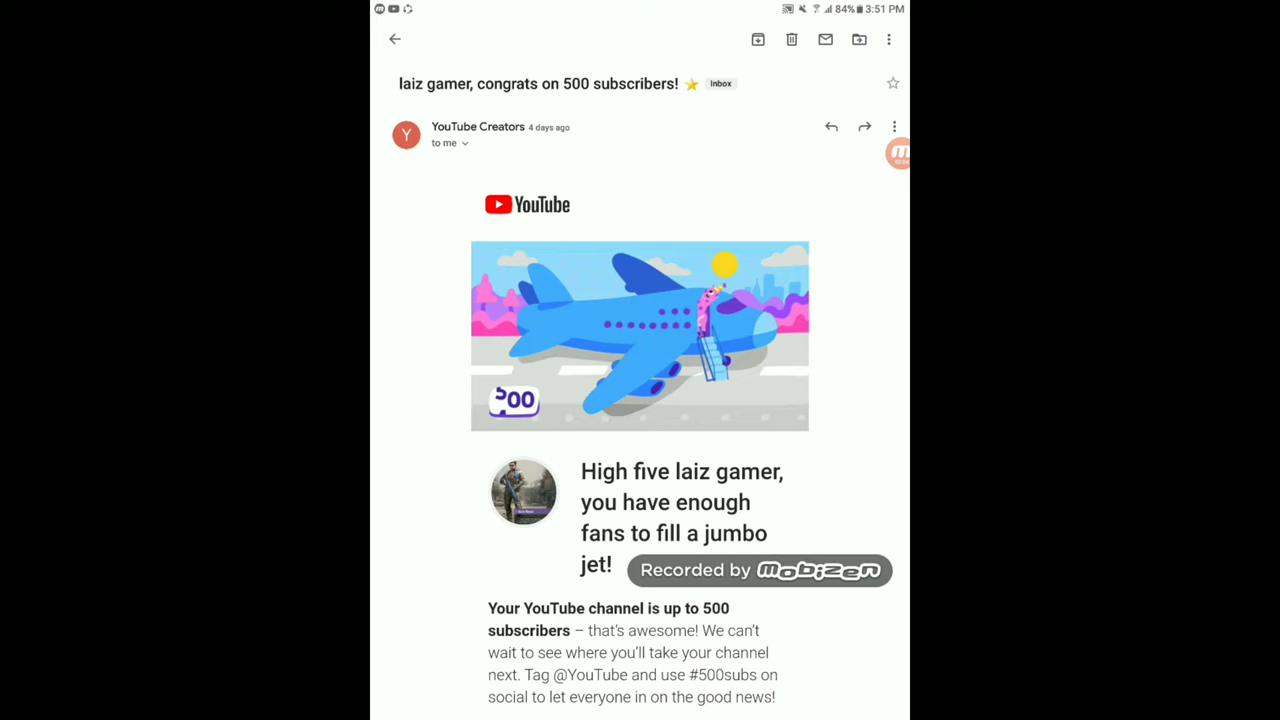 84% 3:51 PM
laiz gamer, congrats on 500 subscribers! Inbox
Y
YouTube Creators 4 days ago
to me
YouTube
500
High five laiz gamer,
you have enough
fans to fill a jumbo
jet!
Recorded by mobizen
Your YouTube channel is up to 500
subscribers – that's awesome! We can't
wait to see where you'll take your channel
next. Tag @YouTube and use #500subs on
social to let everyone in on the good news!